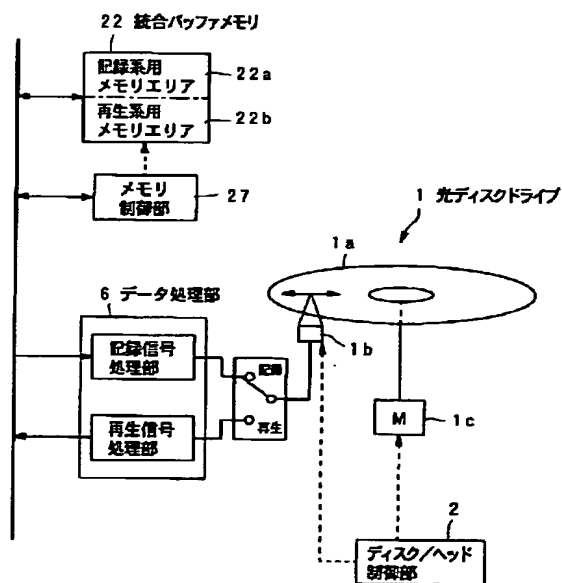 22 統合バッファメモリ
記録系用
メモリエリア
22a
再生系用
メモリエリア
22b
メモリ
制御部
27
1 光ディスクドライブ
1a
6 データ処理部
記録信号
処理部
記録
1b
再生信号
処理部
再生
M
1c
2
ディスク/ヘッド
制御部